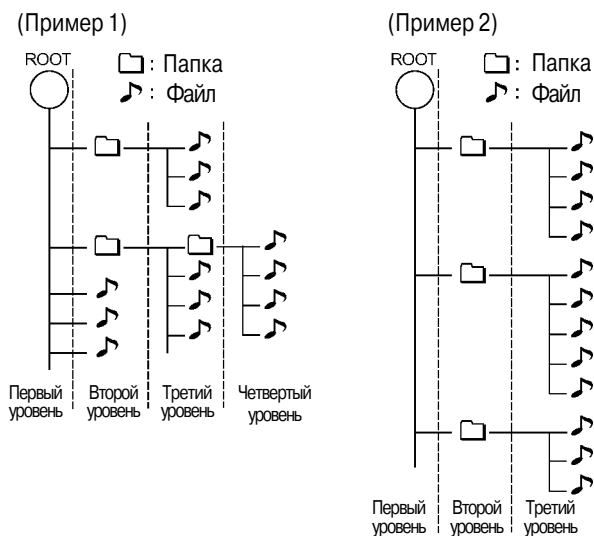 (Пример 1)
ROOT
: Папка
: Файл
Первый уровень
Второй уровень
Третий уровень
Четвертый уровень
(Пример 2)
ROOT
: Папка
: Файл
Первый уровень
Второй уровень
Третий уровень